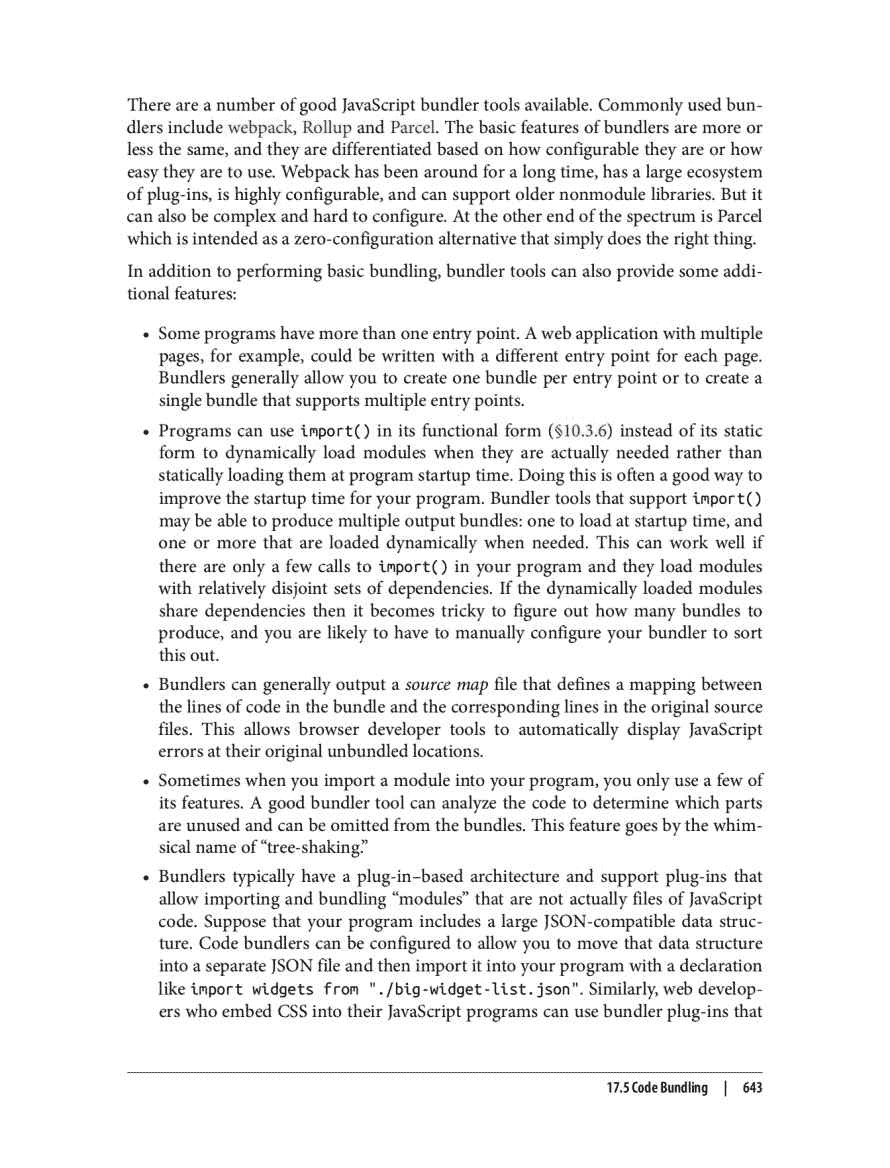 There are a number of good JavaScript bundler tools available. Commonly used bun-
dlers include webpack, Rollup and Parcel. The basic features of bundlers are more or
less the same, and they are differentiated based on how configurable they are or how
easy they are to use. Webpack has been around for a long time, has a large ecosystem
of plug-ins, is highly configurable, and can support older nonmodule libraries. But it
can also be complex and hard to configure. At the other end of the spectrum is Parcel
which is intended as a zero-configuration alternative that simply does the right thing.
In addition to performing basic bundling, bundler tools can also provide some addi-
tional features:
• Some programs have more than one entry point. A web application with multiple
pages, for example, could be written with a different entry point for each page.
Bundlers generally allow you to create one bundle per entry point or to create a
single bundle that supports multiple entry points.
• Programs can use import() in its functional form (§10.3.6) instead of its static
form to dynamically load modules when they are actually needed rather than
statically loading them at program startup time. Doing this is often a good way to
improve the startup time for your program. Bundler tools that support import()
may be able to produce multiple output bundles: one to load at startup time, and
one or more that are loaded dynamically when needed. This can work well if
there are only a few calls to import() in your program and they load modules
with relatively disjoint sets of dependencies. If the dynamically loaded modules
share dependencies then it becomes tricky to figure out how many bundles to
produce, and you are likely to have to manually configure your bundler to sort
this out.
• Bundlers can generally output a source map file that defines a mapping between
the lines of code in the bundle and the corresponding lines in the original source
files. This allows browser developer tools to automatically display JavaScript
errors at their original unbundled locations.
• Sometimes when you import a module into your program, you only use a few of
its features. A good bundler tool can analyze the code to determine which parts
are unused and can be omitted from the bundles. This feature goes by the whim-
sical name of “tree-shaking.”
• Bundlers typically have a plug-in–based architecture and support plug-ins that
allow importing and bundling “modules” that are not actually files of JavaScript
code. Suppose that your program includes a large JSON-compatible data struc-
ture. Code bundlers can be configured to allow you to move that data structure
into a separate JSON file and then import it into your program with a declaration
like import widgets from "./big-widget-list.json". Similarly, web develop-
ers who embed CSS into their JavaScript programs can use bundler plug-ins that
17.5 Code Bundling | 643